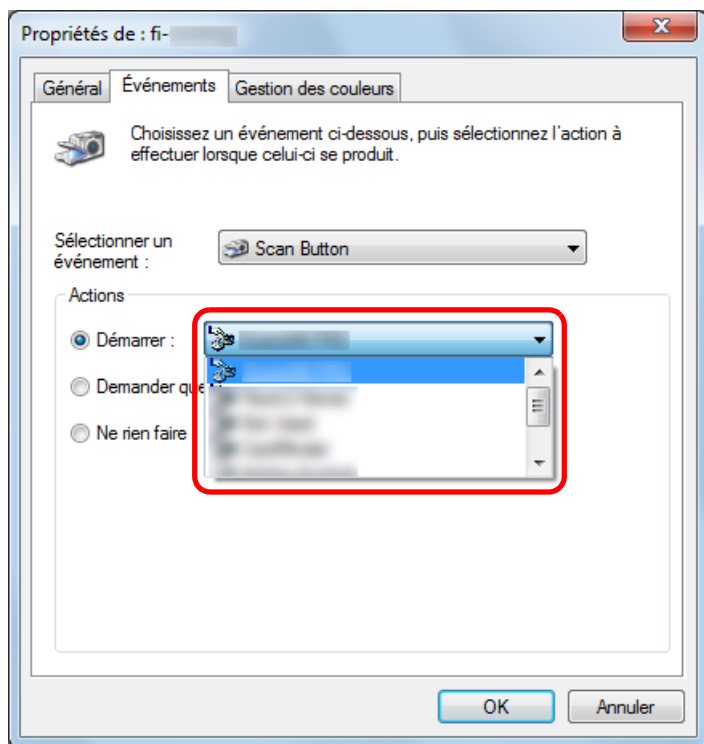 Propriétés de : fi-
Général Événements Gestion des couleurs
Choisissez un événement ci-dessous, puis sélectionnez l'action à
effectuer lorsque celui-ci se produit.
Sélectionner un
événement :
Scan Button
Actions
Démarrer :
Demander que
Ne rien faire
OK Annuler